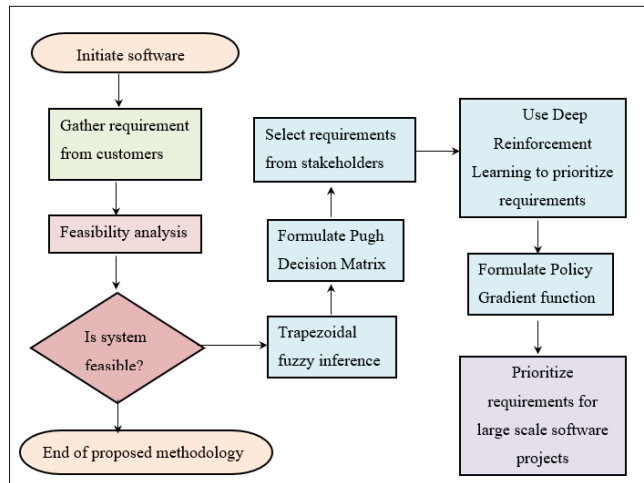 Initiate software
Gather requirement
from customers
Feasibility analysis
Is system
feasible?
End of proposed methodology
Trapezoidal
fuzzy inference
Formulate Pugh
Decision Matrix
Select requirements
from stakeholders
Use Deep
Reinforcement
Learning to prioritize
requirements
Formulate Policy
Gradient function
Prioritize
requirements for
large scale software
projects